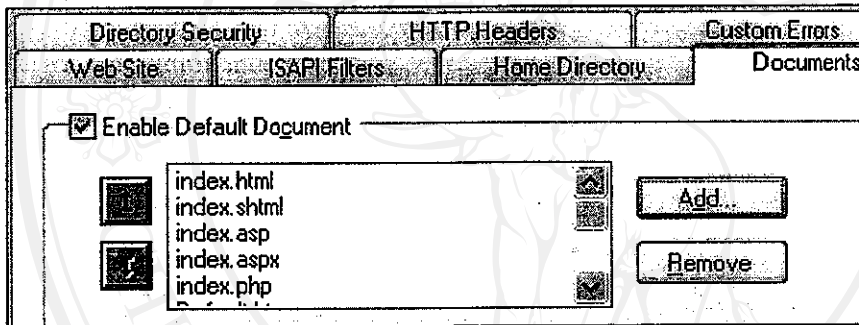 Directory Security HTTP Headers Custom Errors
Web Site ISAPI Filters Home Directory Documents
Enable Default Document
index.html
index.shtml
index.asp
index.aspx
index.php
Add...
Remove